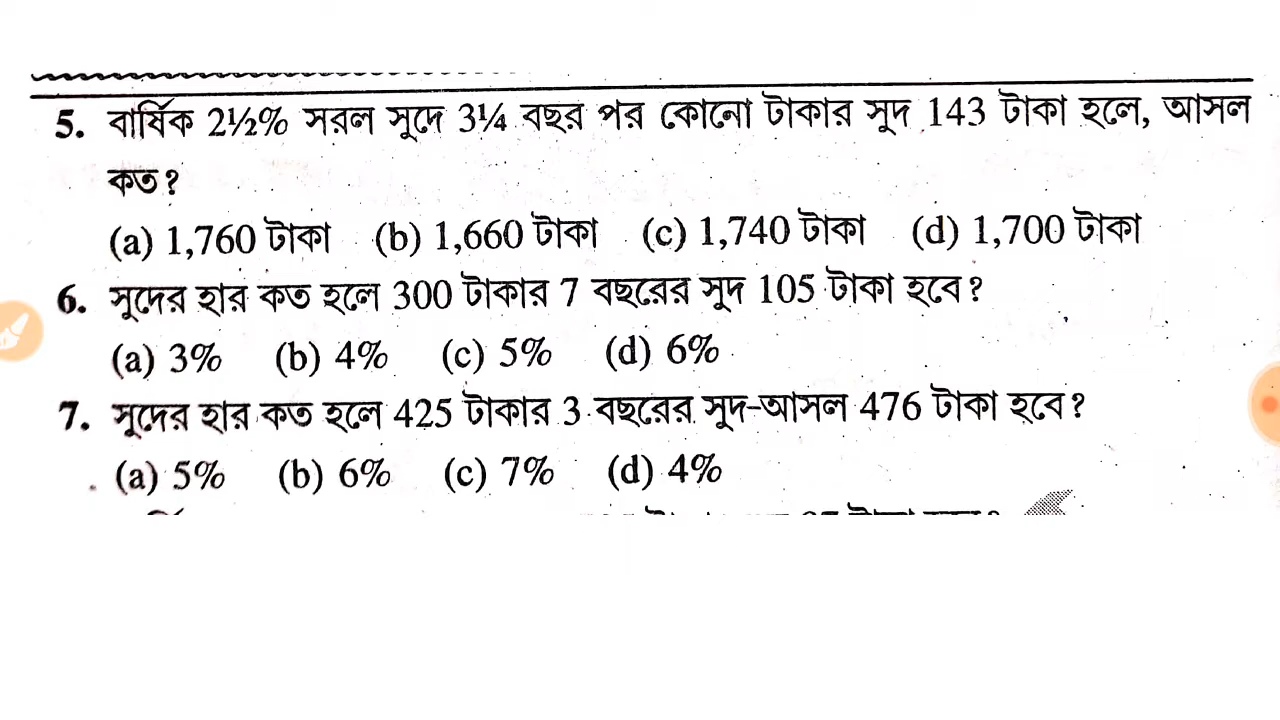 5. বার্ষিক 2½% সরল সুদে 3¼ বছর পর কোনো টাকার সুদ 143 টাকা হলে, আসল
কত?
(a) 1,760 টাকা (b) 1,660 টাকা (c) 1,740 টাকা (d) 1,700 টাকা
6. সুদের হার কত হলে 300 টাকার 7 বছরের সুদ 105 টাকা হবে?
(a) 3% (b) 4% (c) 5% (d) 6%
7. সুদের হার কত হলে 425 টাকার 3 বছরের সুদ-আসল 476 টাকা হবে?
(a) 5% (b) 6% (c) 7% (d) 4%